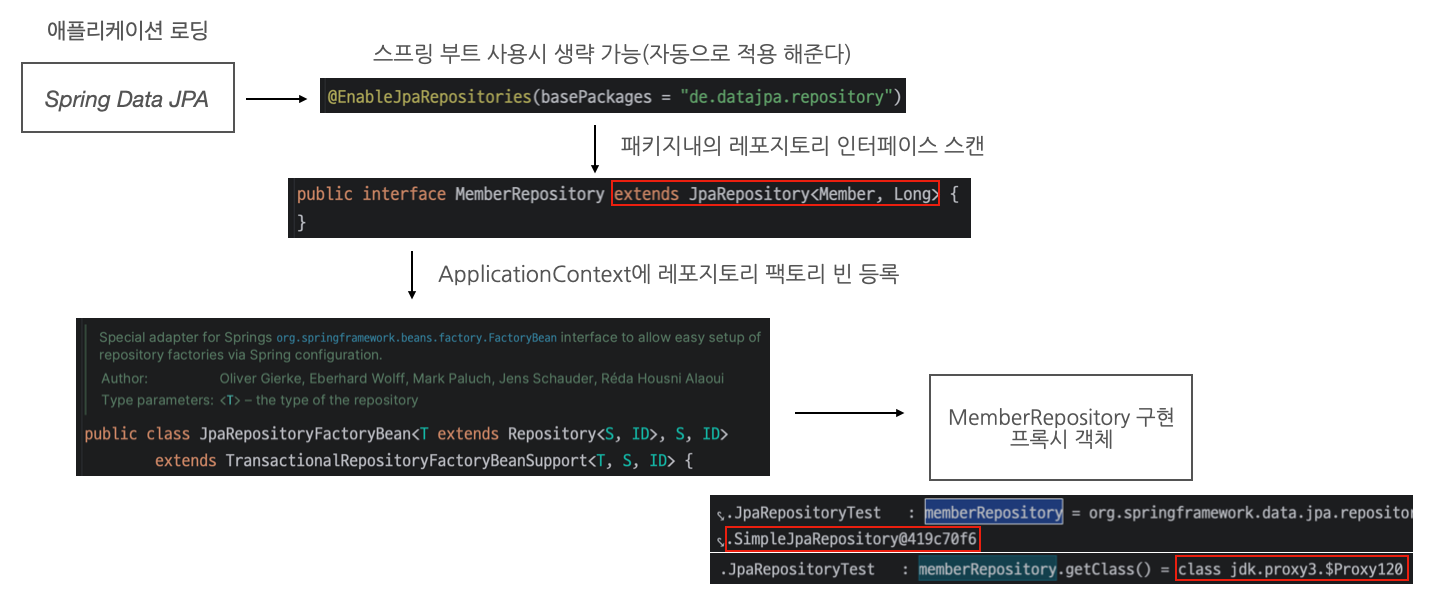 애플리케이션 로딩
Spring Data JPA
스프링 부트 사용시 생략 가능(자동으로 적용 해준다)
@EnableJpaRepositories(basePackages = "de.datajpa.repository")
패키지내의 레포지토리 인터페이스 스캔
public interface MemberRepository extends JpaRepository<Member, Long> {
}
ApplicationContext에 레포지토리 팩토리 빈 등록
Special adapter for Springs org.springframework.beans.factory.FactoryBean interface to allow easy setup of
repository factories via Spring configuration.
Author: Oliver Gierke, Eberhard Wolff, Mark Paluch, Jens Schauder, Réda Housni Alaoui
Type parameters: <T> – the type of the repository
public class JpaRepositoryFactoryBean<T extends Repository<S, ID>, S, ID>
extends TransactionalRepositoryFactoryBeanSupport<T, S, ID> {
MemberRepository 구현
프록시 객체
.JpaRepositoryTest : memberRepository = org.springframework.data.jpa.repositor
.SimpleJpaRepository@419c70f6
.JpaRepositoryTest : memberRepository.getClass() = class jdk.proxy3.$Proxy120